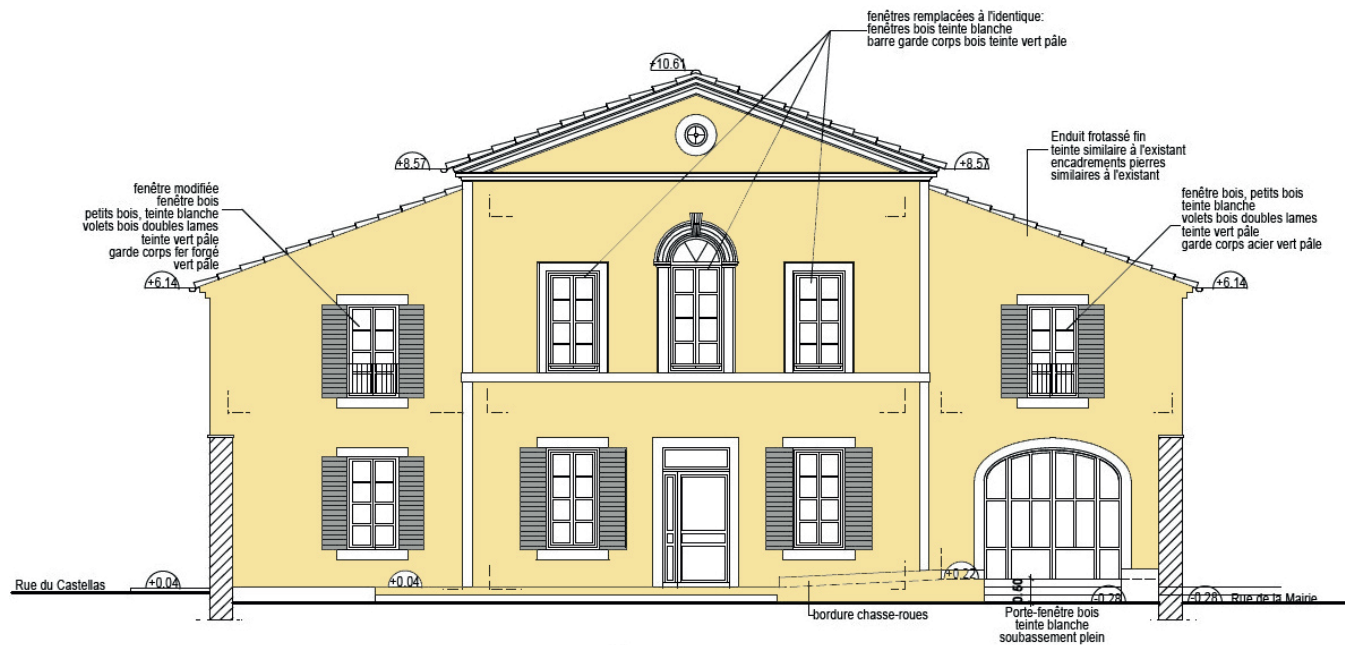 fenêtres remplacées à l'identique:
fenêtres bois teinte blanche
barre garde corps bois teinte vert pâle
+10.61
Enduit frotassé fin
teinte similaire à l'existant
encadrements pierres
similaires à l'existant
+8.57
+8.57
fenêtre modifiée
fenêtre bois
petits bois, teinte blanche
volets bois doubles lames
teinte vert pâle
garde corps fer forgé
vert pâle
fenêtre bois, petits bois
teinte blanche
volets bois doubles lames
teinte vert pâle
garde corps acier vert pâle
+6.14
+6.14
Rue du Castellas
+0.04
+0.04
+0.22
0.60
-0.28
-0.28
Rue de la Mairie
bordure chasse-roues
Porte-fenêtre bois
teinte blanche
soubassement plein